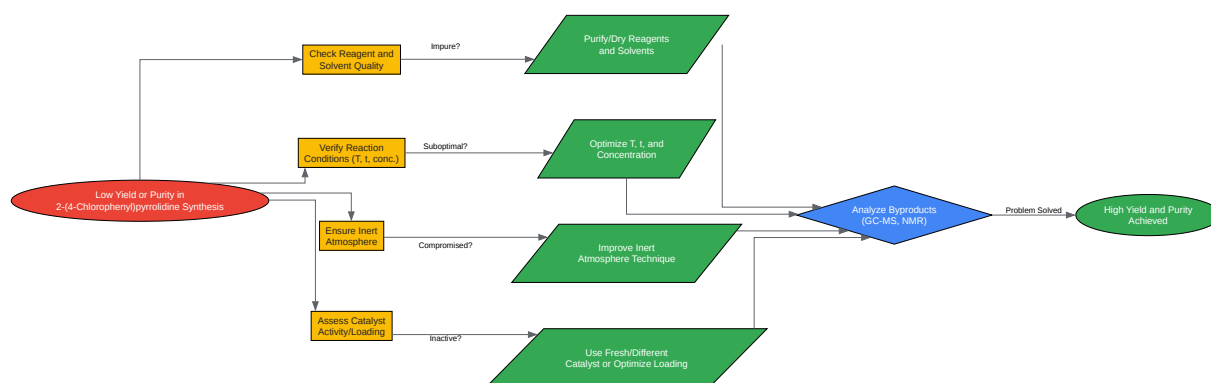 Check Reagent and
Solvent Quality
Impure?
Purify/Dry Reagents
and Solvents
Verify Reaction
Conditions (T, t, conc.)
Suboptimal?
Optimize T, t, and
Concentration
Low Yield or Purity in
2-(4-Chlorophenyl)pyrrolidine Synthesis
Ensure Inert
Atmosphere
Compromised?
Improve Inert
Atmosphere Technique
Assess Catalyst
Activity/Loading
Inactive?
Use Fresh/Different
Catalyst or Optimize Loading
Analyze Byproducts
(GC-MS, NMR)
Problem Solved
High Yield and Purity
Achieved